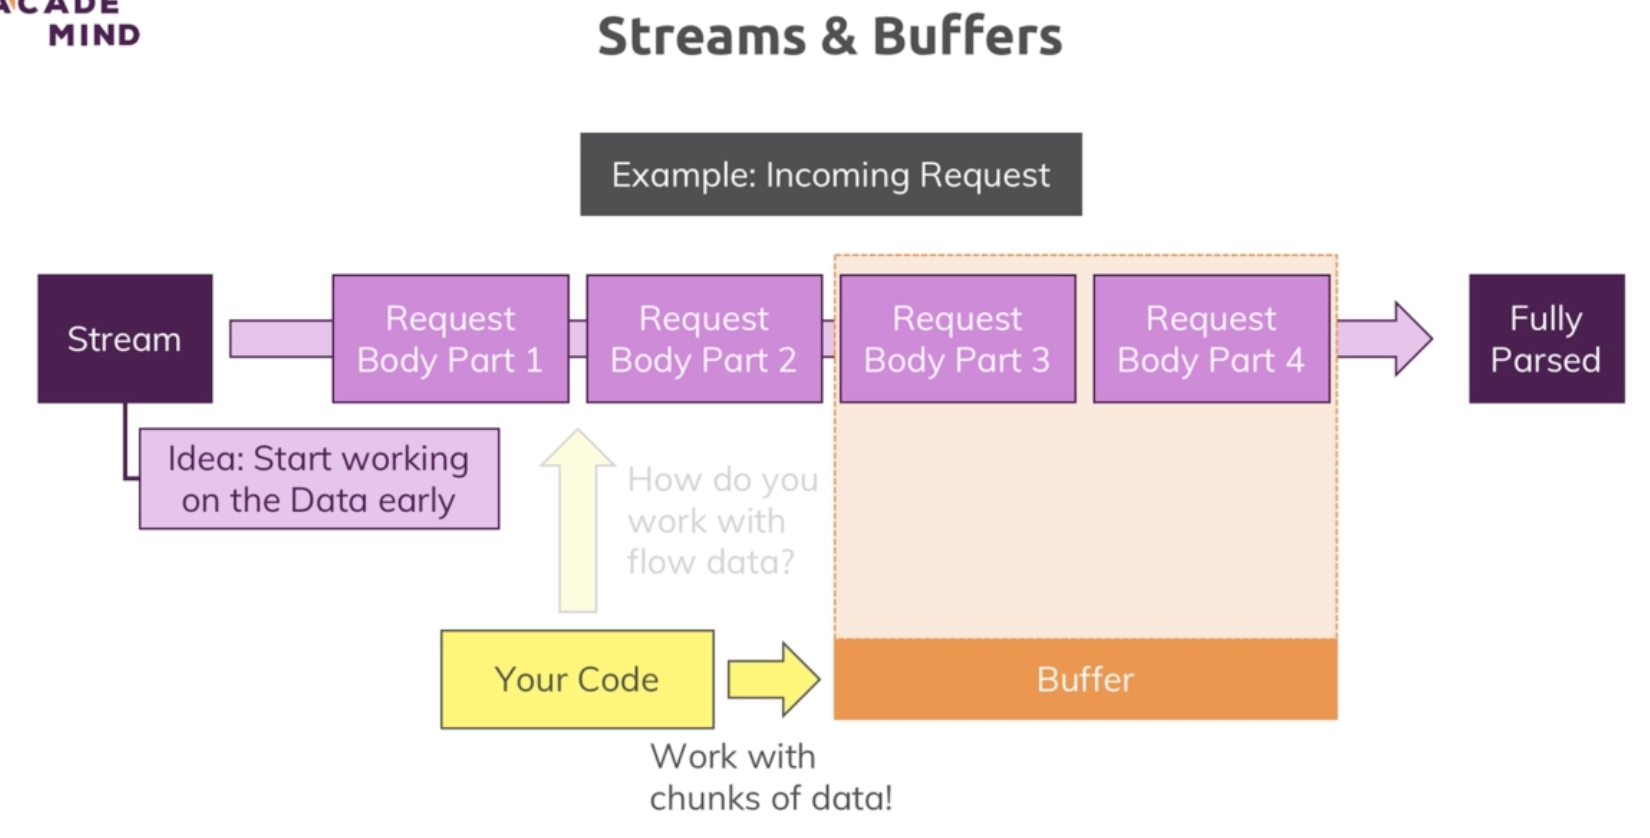 ACADE
MIND
Streams & Buffers
Example: Incoming Request
Stream
Request
Body Part 1
Request
Body Part 2
Request
Body Part 3
Request
Body Part 4
Fully
Parsed
Idea: Start working
on the Data early
How do you
work with
flow data?
Your Code
Buffer
Work with
chunks of data!